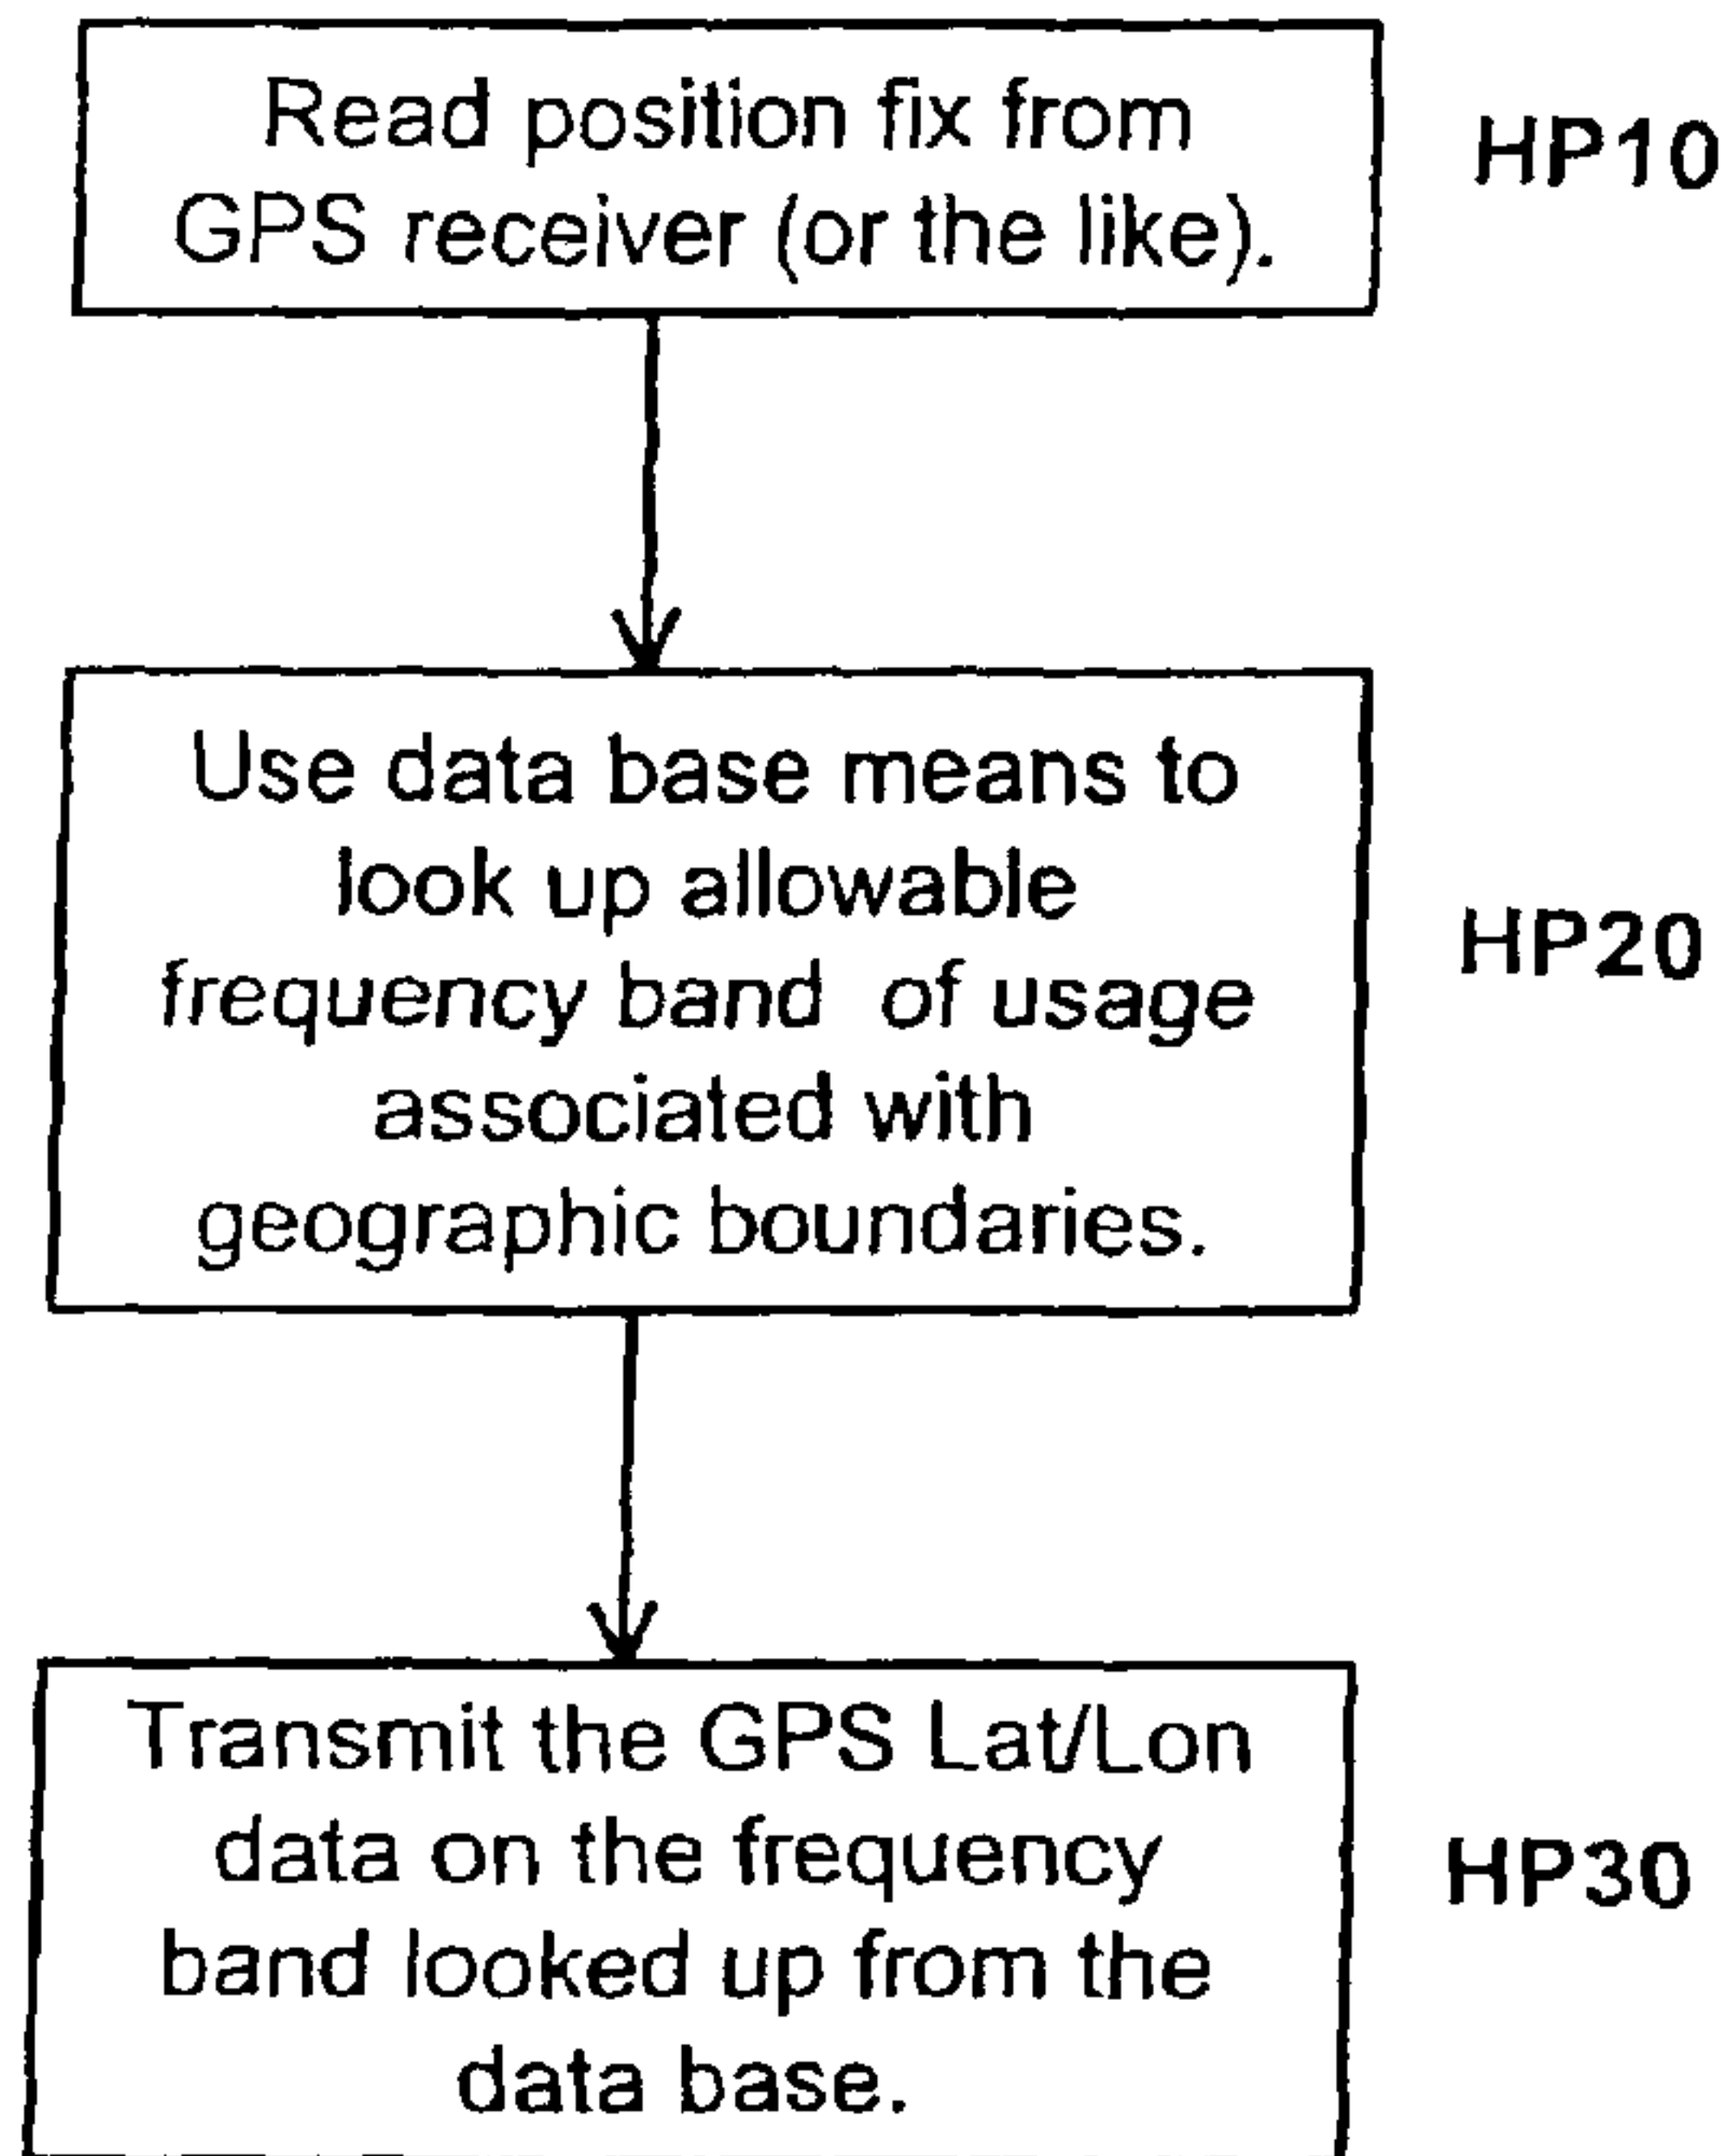 Read position fix from
GPS receiver (or the like).
HP10
Use data base means to
look up allowable
frequency band of usage
associated with
geographic boundaries.
HP20
Transmit the GPS Lat/Lon
data on the frequency
band looked up from the
data base.
HP30